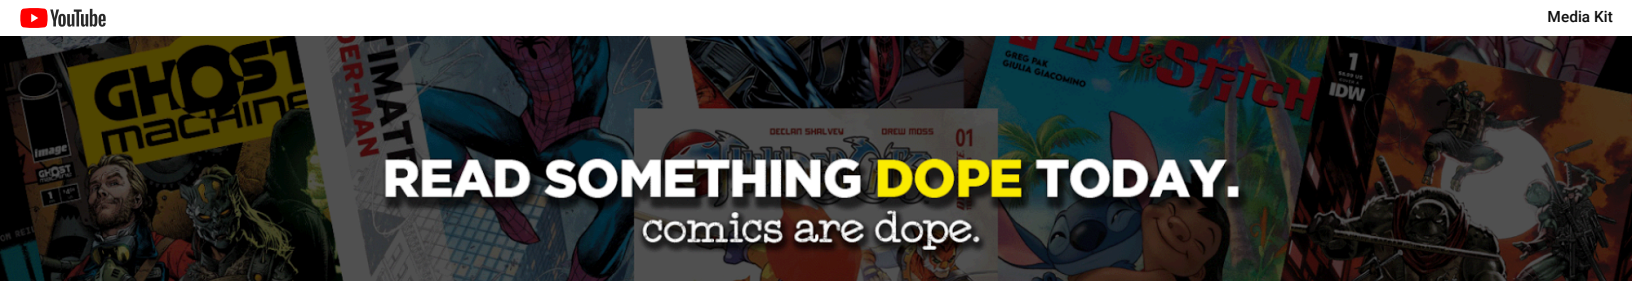 YouTube
Media Kit
GHOST
machine
image
GHOST
1
ULTIMATE
SPIDER-MAN
DECLAN SHALVEY DREW MOSS 01
GREG PAK
GIULIA GIACOMINO
LILO & STITCH
1
IDW
READ SOMETHING DOPE TODAY.
comics are dope.